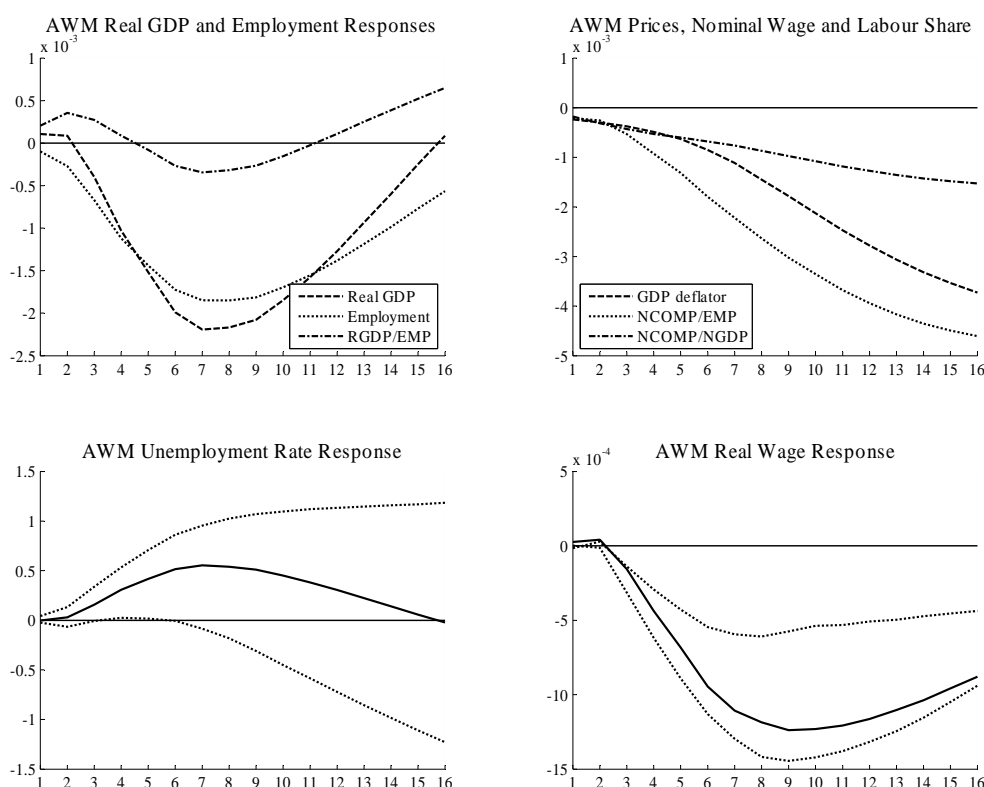 AWM Real GDP and Employment Responses
x 10^-3
1
0.5
0
-0.5
-1
-1.5
-2
-2.5
Real GDP
Employment
RGDP/EMP
1 2 3 4 5 6 7 8 9 10 11 12 13 14 15 16
AWM Prices, Nominal Wage and Labour Share
x 10^-3
1
0
-1
-2
-3
-4
-5
GDP deflator
NCOMP/EMP
NCOMP/NGDP
1 2 3 4 5 6 7 8 9 10 11 12 13 14 15 16
AWM Unemployment Rate Response
1.5
1
0.5
0
-0.5
-1
-1.5
1 2 3 4 5 6 7 8 9 10 11 12 13 14 15 16
AWM Real Wage Response
x 10^-4
5
0
-5
-10
-15
1 2 3 4 5 6 7 8 9 10 11 12 13 14 15 16